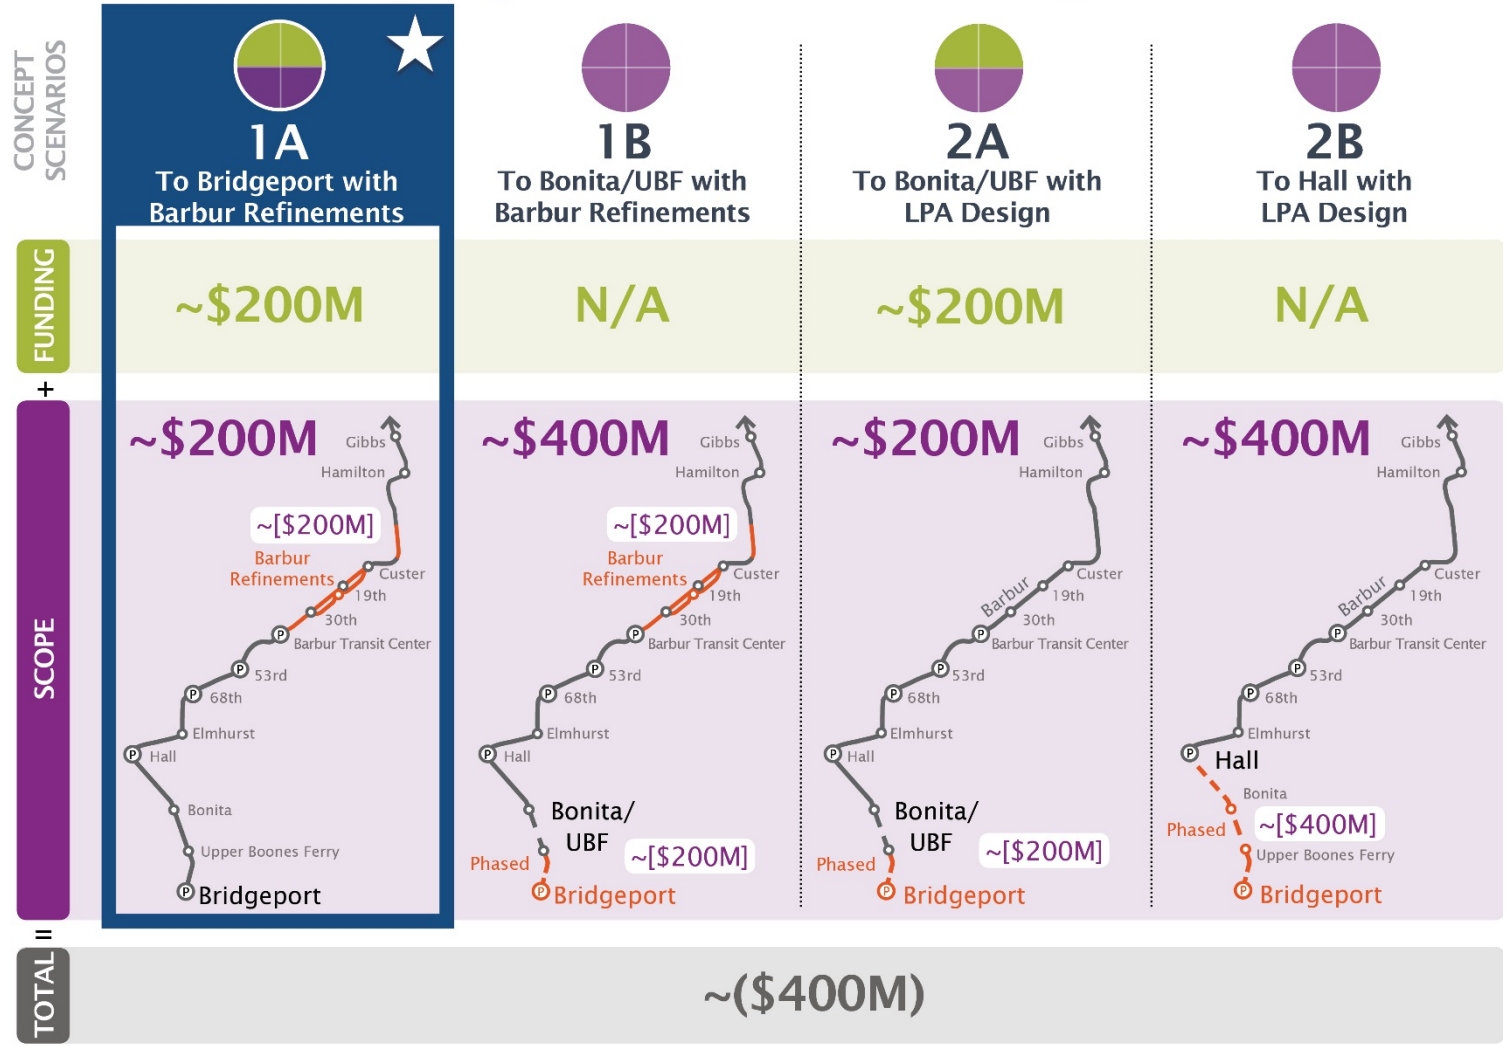 CONCEPT
SCENARIOS
1A
To Bridgeport with
Barbur Refinements
1B
To Bonita/UBF with
Barbur Refinements
2A
To Bonita/UBF with
LPA Design
2B
To Hall with
LPA Design
FUNDING
~$200M
N/A
~$200M
N/A
+
SCOPE
~$200M
Gibbs
Hamilton
~[$200M]
Barbur
Refinements
Custer
19th
30th
P
Barbur Transit Center
P
53rd
P
68th
Elmhurst
P
Hall
Bonita
Upper Boones Ferry
P
Bridgeport
~$400M
Gibbs
Hamilton
~[$200M]
Barbur
Refinements
Custer
19th
30th
P
Barbur Transit Center
P
53rd
P
68th
Elmhurst
P
Hall
Bonita/
UBF
~[$200M]
Phased
P
Bridgeport
~$200M
Gibbs
Hamilton
Custer
Barbur
19th
30th
P
Barbur Transit Center
P
53rd
P
68th
Elmhurst
P
Hall
Bonita/
UBF
~[$200M]
Phased
P
Bridgeport
~$400M
Gibbs
Hamilton
Custer
Barbur
19th
30th
P
Barbur Transit Center
P
53rd
P
68th
Elmhurst
P
Hall
Bonita
Phased
~[$400M]
Upper Boones Ferry
P
Bridgeport
=
TOTAL
~($400M)